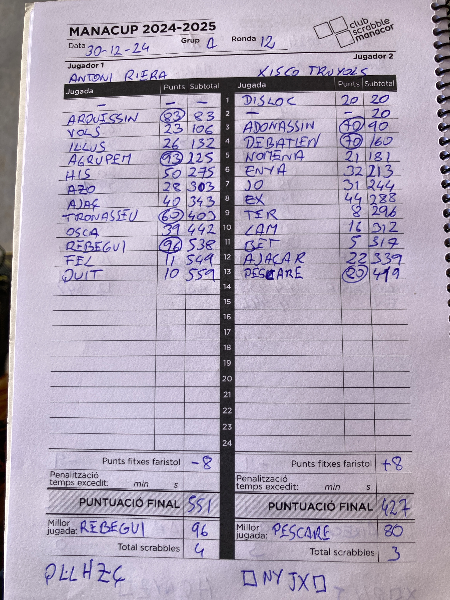 MANACUP 2024-2025
Data 30-12-24 Grup A Ronda 12
club scrabble manacor
Jugador 1 Jugador 2
ANTONI RIERA XISCO TRUYOLS
Jugada Punts Subtotal Jugada Punts Subtotal
- - - 1 DISLOC 20 20
ARQUISSIN 83 83 2 - - 20
VOLS 23 106 3 ADONASSIN 70 90
ILLUS 26 132 4 DEBATIEN 70 160
AGRUPEM 93 225 5 NOMENA 21 181
HIS 50 275 6 ENYA 32 213
AZO 28 303 7 JO 31 244
AJAÇ 40 343 8 EX 44 288
TRONASSEU 60 403 9 TER 8 296
OSCA 39 442 10 LAM 16 312
REBEGUI 96 538 11 BET 5 317
FEL 11 549 12 AJAÇAR 22 339
QUIT 10 559 13 PESCARE 80 419
14
15
16
17
18
19
20
21
22
23
24
Punts fitxes faristol -8 Punts fitxes faristol +8
Penalització temps excedit: min s Penalització temps excedit: min s
PUNTUACIÓ FINAL 551 PUNTUACIÓ FINAL 427
Millor jugada: REBEGUI 96 Millor jugada: PESCARE 80
Total scrabbles 4 Total scrabbles 3
QLLHZÇ □NYJX□